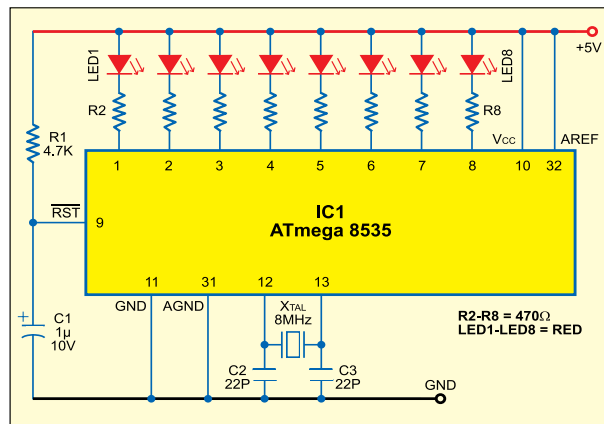 +5V
LED1
LED8
R2
R8
R1
4.7K
VCC
AREF
1 2 3 4 5 6 7 8 10 32
RST
9
IC1
ATmega 8535
11 31 12 13
GND
AGND
XTAL
8MHz
C1
1µ
10V
+
R2-R8 = 470Ω
LED1-LED8 = RED
C2
22P
C3
22P
GND